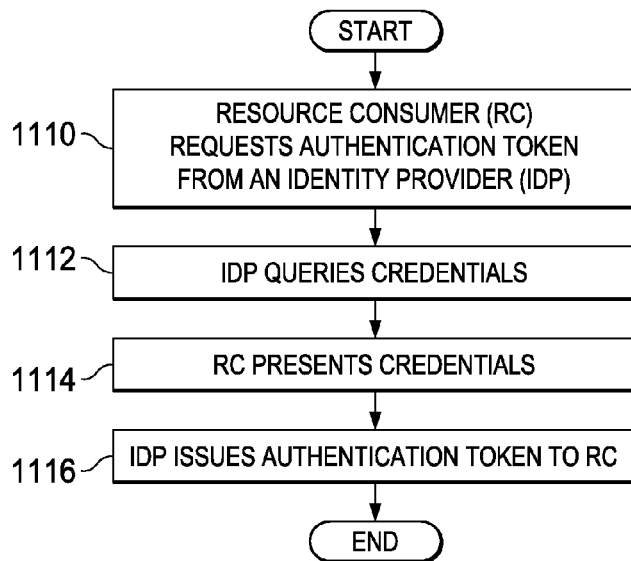 START
1110
RESOURCE CONSUMER (RC)
REQUESTS AUTHENTICATION TOKEN
FROM AN IDENTITY PROVIDER (IDP)
1112
IDP QUERIES CREDENTIALS
1114
RC PRESENTS CREDENTIALS
1116
IDP ISSUES AUTHENTICATION TOKEN TO RC
END